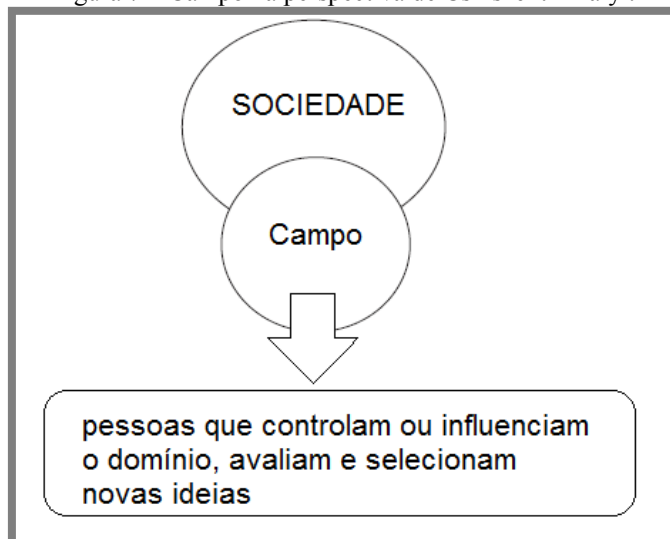 SOCIEDADE
Campo
pessoas que controlam ou influenciam
o domínio, avaliam e selecionam
novas ideias